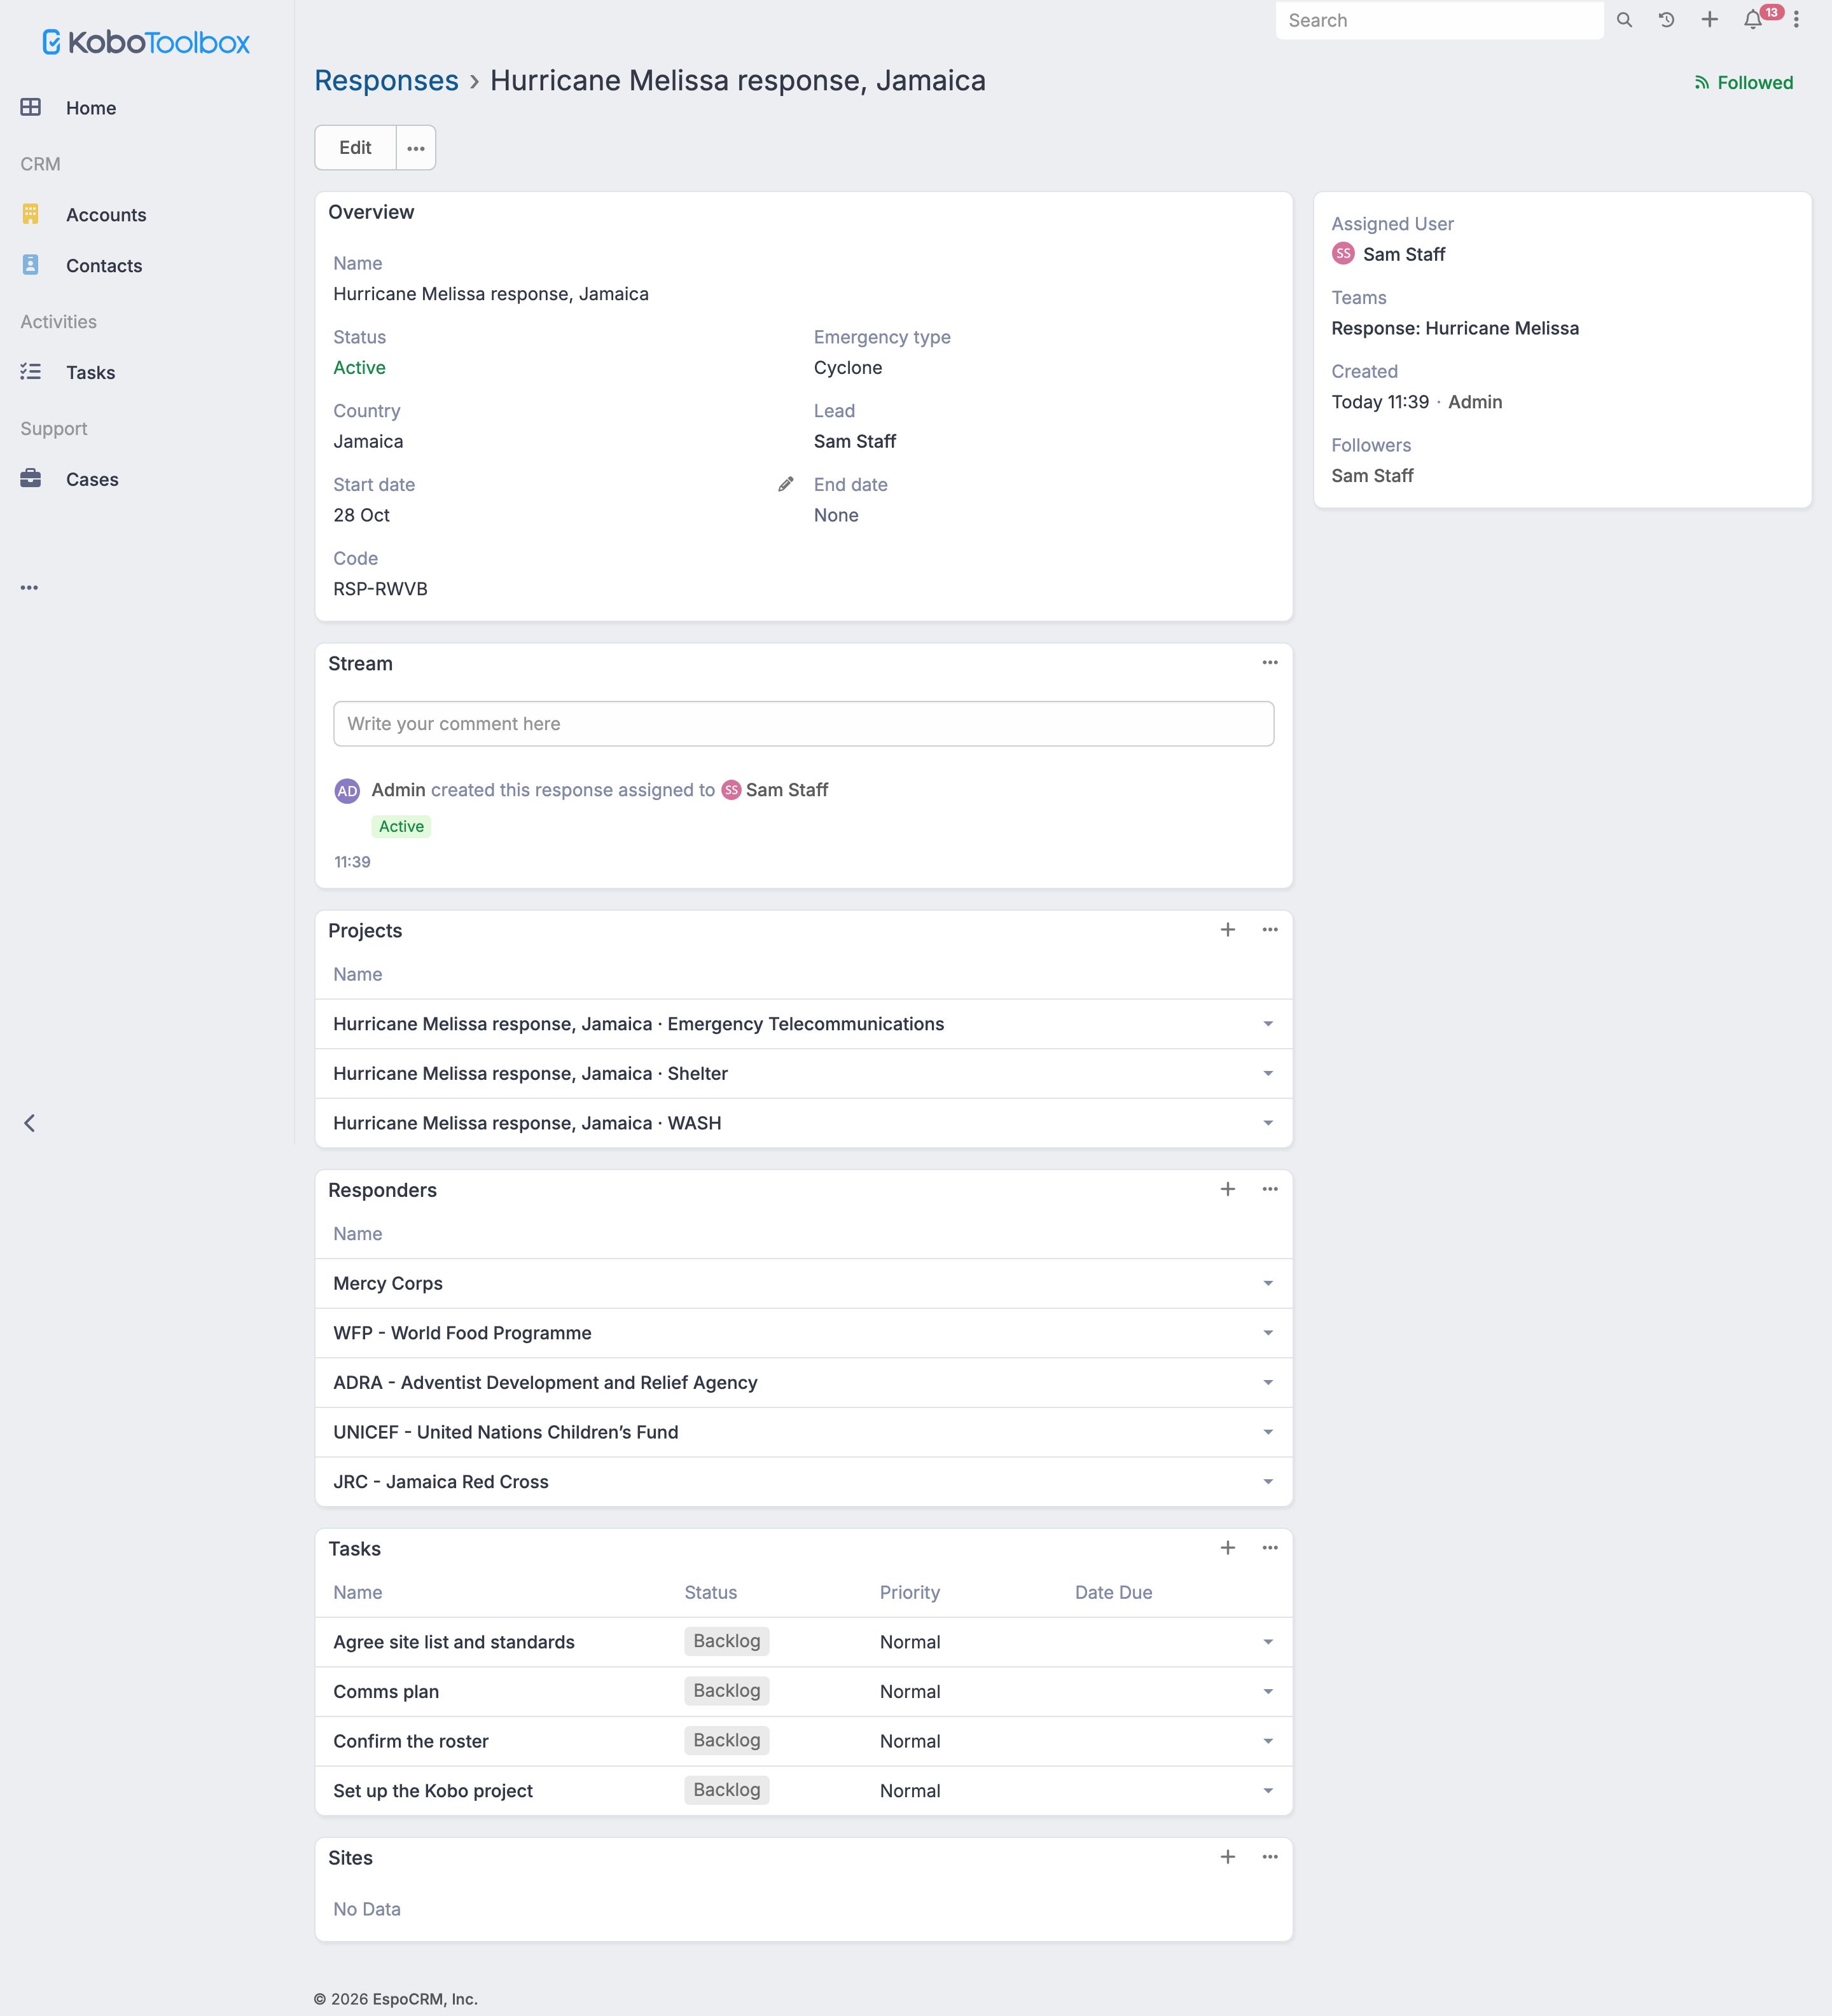 KoboToolbox
Search
13
Home
CRM
Accounts
Contacts
Activities
Tasks
Support
Cases
Responses › Hurricane Melissa response, Jamaica
Followed
Edit
Overview
Name
Hurricane Melissa response, Jamaica
Status
Active
Emergency type
Cyclone
Country
Jamaica
Lead
Sam Staff
Start date
28 Oct
End date
None
Code
RSP-RWVB
Assigned User
SS Sam Staff
Teams
Response: Hurricane Melissa
Created
Today 11:39 · Admin
Followers
Sam Staff
Stream
Write your comment here
AD Admin created this response assigned to SS Sam Staff
Active
11:39
Projects
Name
Hurricane Melissa response, Jamaica · Emergency Telecommunications
Hurricane Melissa response, Jamaica · Shelter
Hurricane Melissa response, Jamaica · WASH
Responders
Name
Mercy Corps
WFP - World Food Programme
ADRA - Adventist Development and Relief Agency
UNICEF - United Nations Children’s Fund
JRC - Jamaica Red Cross
Tasks
Name Status Priority Date Due
Agree site list and standards Backlog Normal
Comms plan Backlog Normal
Confirm the roster Backlog Normal
Set up the Kobo project Backlog Normal
Sites
No Data
© 2026 EspoCRM, Inc.